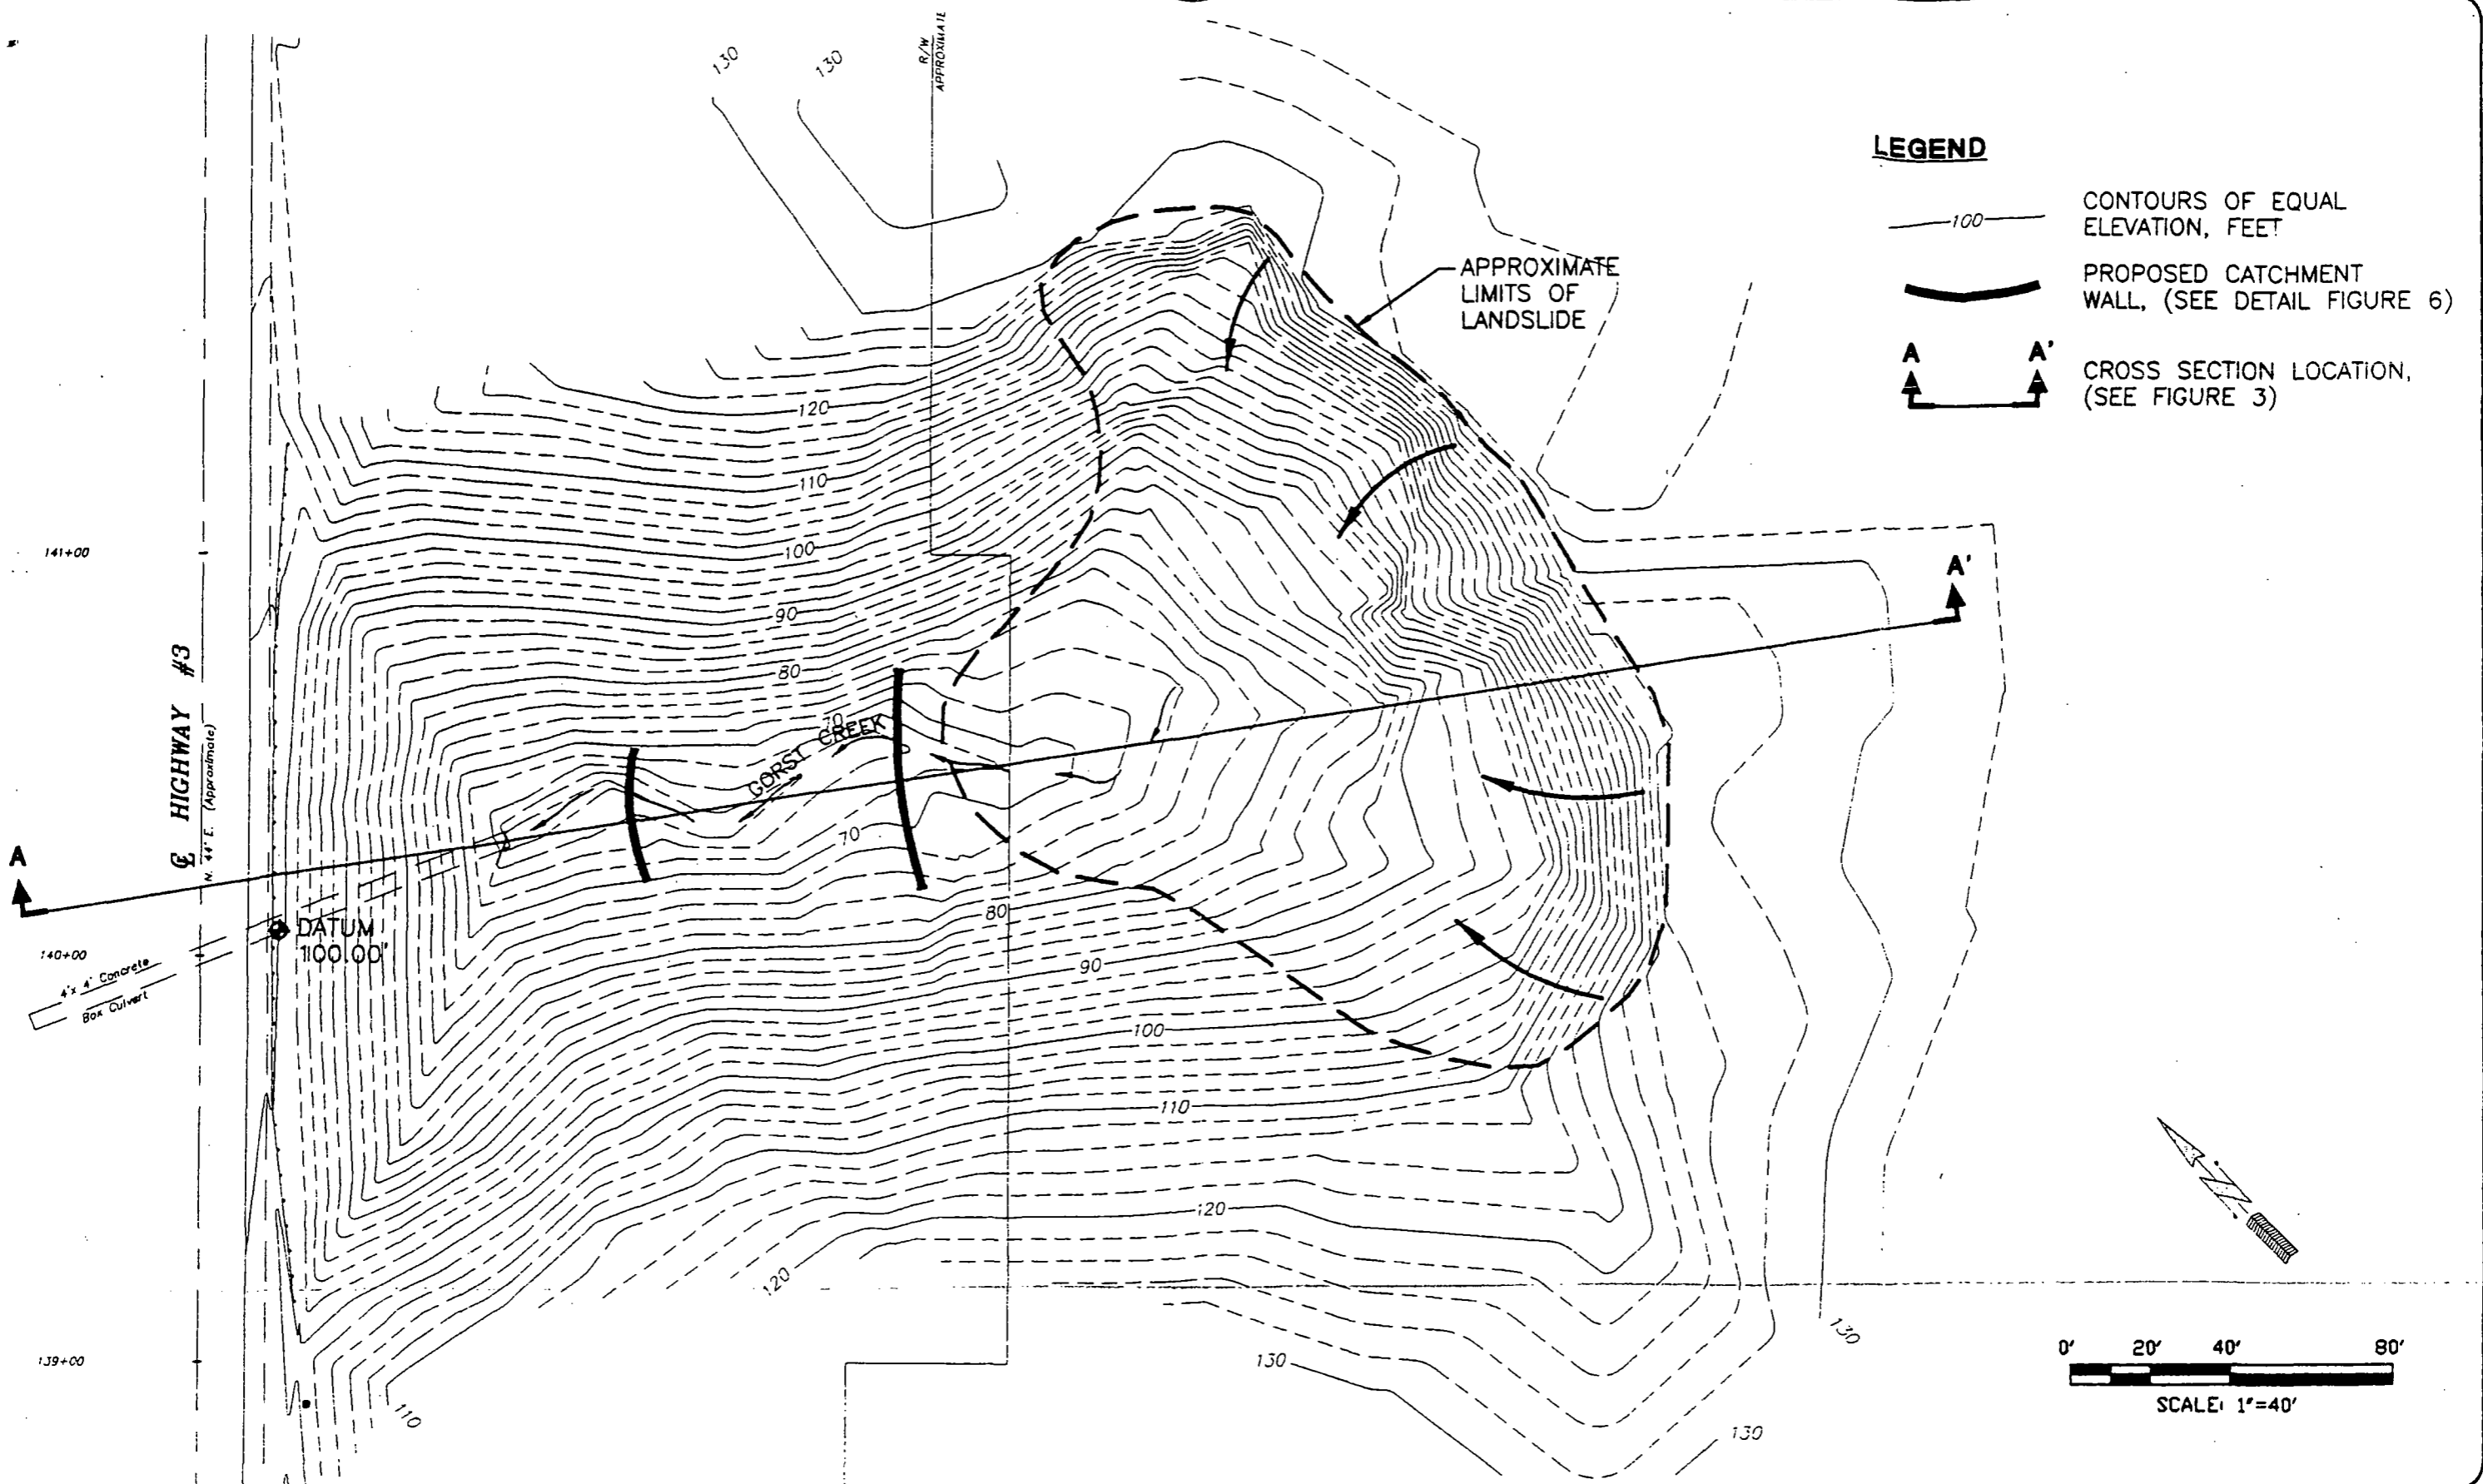 130
130
R/W
APPROXIMATE
LEGEND
100
CONTOURS OF EQUAL
ELEVATION, FEET
PROPOSED CATCHMENT
WALL, (SEE DETAIL FIGURE 6)
A A'
CROSS SECTION LOCATION,
(SEE FIGURE 3)
APPROXIMATE
LIMITS OF
LANDSLIDE
120
110
100
90
80
70
GORST CREEK
70
80
90
100
110
120
120
130
130
130
110
141+00
140+00
139+00
℄ HIGHWAY #3
N. 44° E. (Approximate)
A
A'
DATUM
100.00'
4'x 4' Concrete
Box Culvert
0' 20' 40' 80'
SCALE: 1"=40'